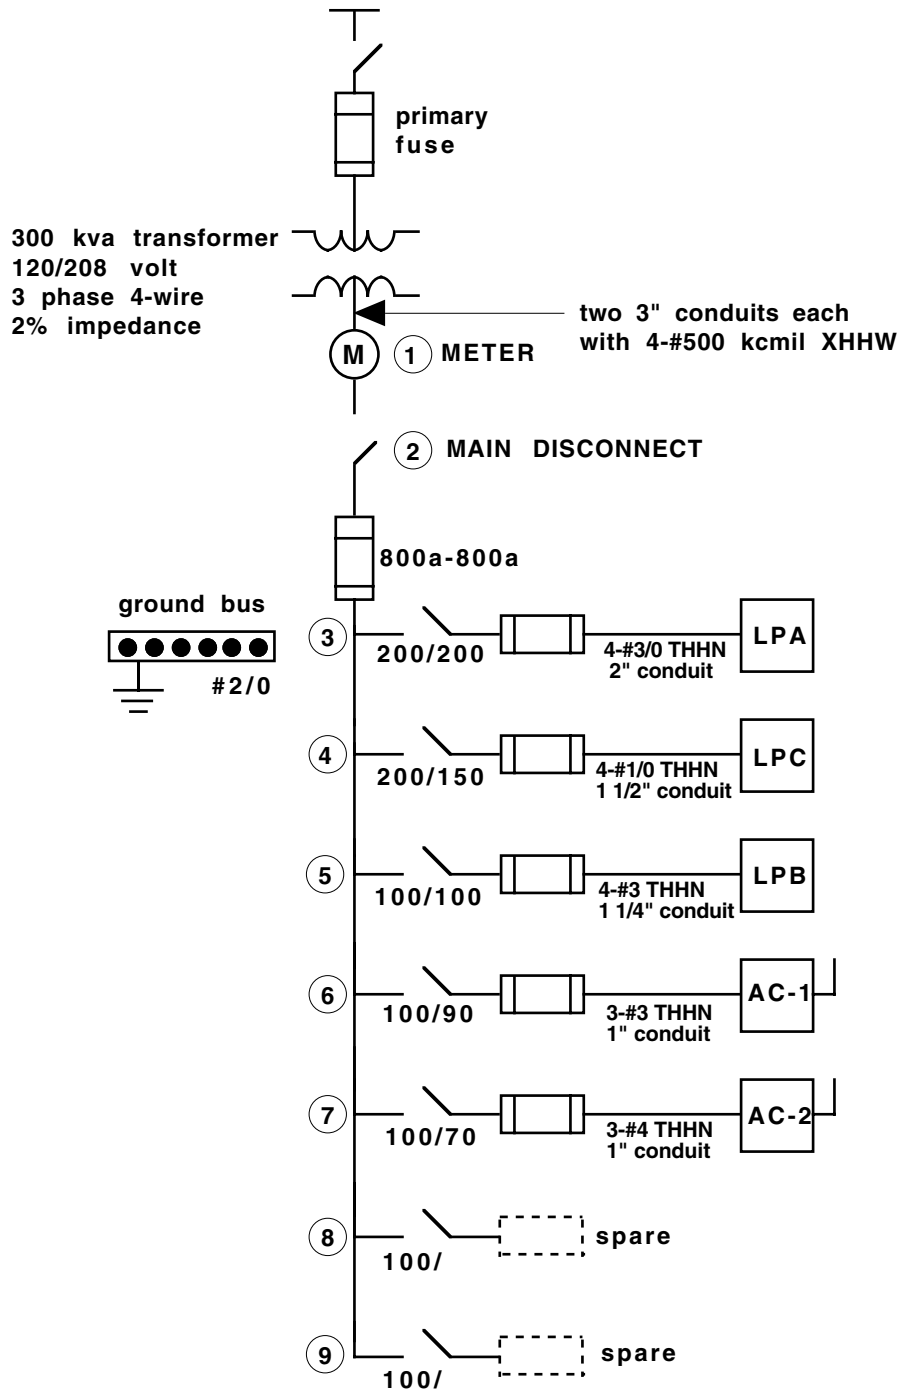 primary
fuse
300 kva transformer
120/208 volt
3 phase 4-wire
2% impedance
two 3" conduits each
with 4-#500 kcmil XHHW
M
1 METER
2 MAIN DISCONNECT
800a-800a
ground bus
#2/0
3
200/200
4-#3/0 THHN
2" conduit
LPA
4
200/150
4-#1/0 THHN
1 1/2" conduit
LPC
5
100/100
4-#3 THHN
1 1/4" conduit
LPB
6
100/90
3-#3 THHN
1" conduit
AC-1
7
100/70
3-#4 THHN
1" conduit
AC-2
8
100/
spare
9
100/
spare